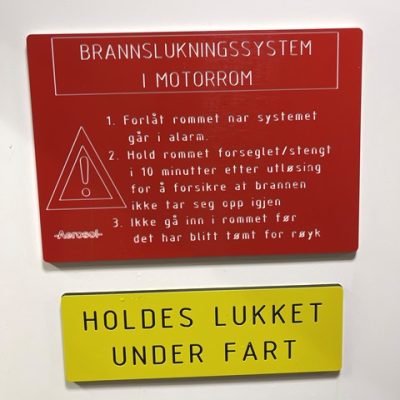 BRANNSLUKNINGSSYSTEM
I MOTORROM
1. Forlåt rommet når systemet
går i alarm.
2. Hold rommet forseglet/stengt
i 10 minutter etter utløsing
for å forsikre at brannen
ikke tar seg opp igjen
3. Ikke gå inn i rommet før
det har blitt tømt for røyk
-Aerosol-
HOLDES LUKKET
UNDER FART